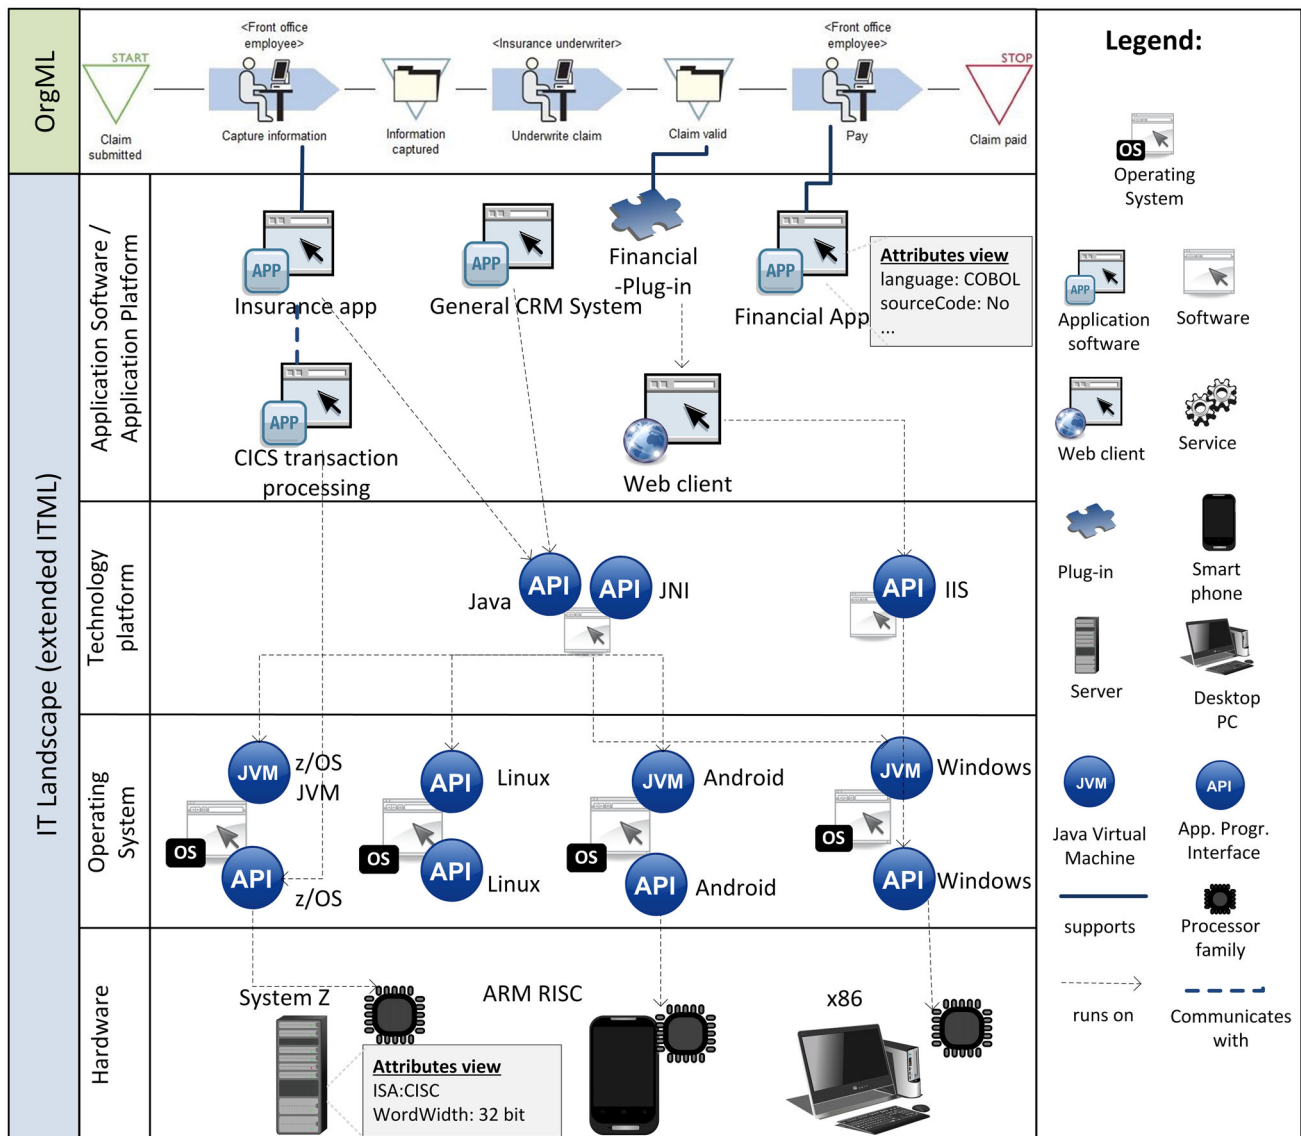 OrgML
START
Claim
submitted
<Front office
employee>
Capture information
Information
captured
<Insurance underwriter>
Underwrite claim
Claim valid
<Front office
employee>
Pay
STOP
Claim paid
IT Landscape (extended ITML)
Application Software /
Application Platform
APP
Insurance app
APP
General CRM System
Financial
-Plug-in
APP
Financial App
Attributes view
language: COBOL
sourceCode: No
...
APP
CICS transaction
processing
Web client
Technology
platform
Java
API
API
JNI
API
IIS
Operating
System
JVM
z/OS
JVM
OS
API
z/OS
API
Linux
OS
API
Linux
JVM
Android
OS
API
Android
JVM
Windows
OS
API
Windows
Hardware
System Z
Attributes view
ISA:CISC
WordWidth: 32 bit
ARM RISC
x86
Legend:
OS
Operating
System
APP
Application
software
Software
Web client
Service
Plug-in
Smart
phone
Server
Desktop
PC
JVM
Java Virtual
Machine
API
App. Progr.
Interface
supports
Processor
family
runs on
Communicates
with